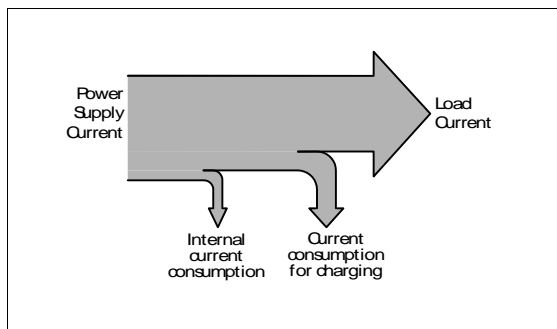 Power
Supply
Current
Load
Current
Internal
current
consumption
Current
consumption
for charging